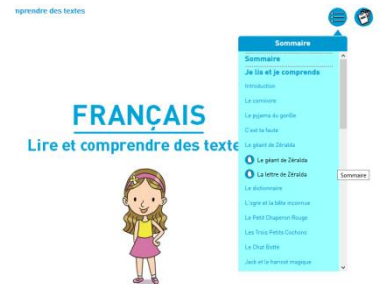 nprendre des textes
Sommaire
Sommaire
Je lis et je comprends
Introduction
Le carnivore
Le pyjama du gorille
C'est ta faute
Le géant de Zéralda
Le géant de Zéralda
La lettre de Zéralda
Le dictionnaire
L'ogre et la bête inconnue
Le Petit Chaperon Rouge
Les Trois Petits Cochons
Le Chat Botté
Jack et le haricot magique
Sommaire
FRANÇAIS
Lire et comprendre des texte